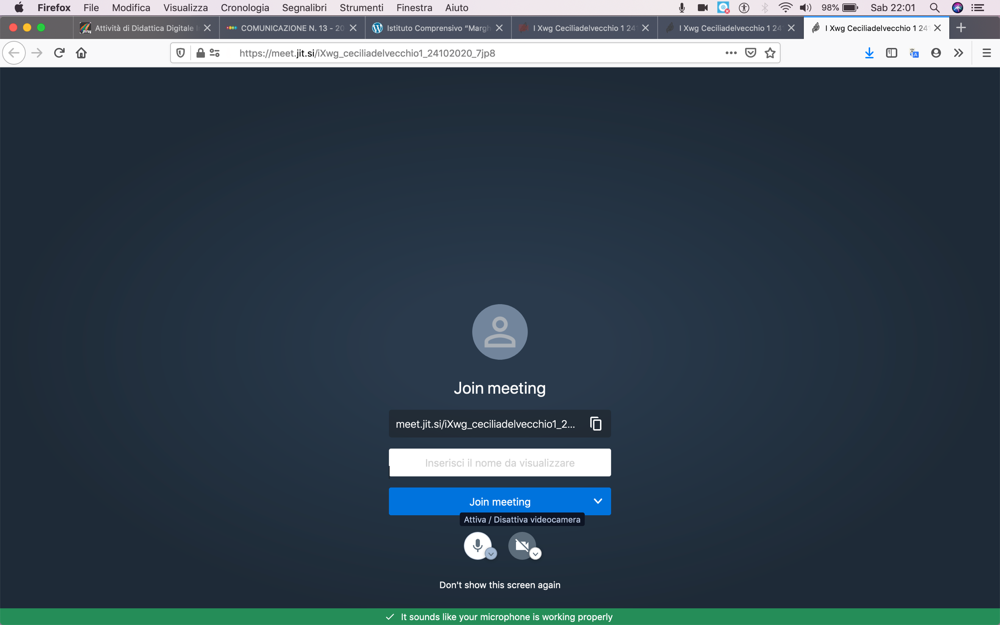 Firefox File Modifica Visualizza Cronologia Segnalibri Strumenti Finestra Aiuto 98% Sab 22:01
Attività di Didattica Digitale I COMUNICAZIONE N. 13 - 20 Istituto Comprensivo “Margh I Xwg Ceciliadelvecchio 1 241 I Xwg Ceciliadelvecchio 1 241 I Xwg Ceciliadelvecchio 1 241
https://meet.jit.si/iXwg_ceciliadelvecchio1_24102020_7jp8
Join meeting
meet.jit.si/iXwg_ceciliadelvecchio1_2...
Inserisci il nome da visualizzare
Join meeting
Attiva / Disattiva videocamera
Don't show this screen again
It sounds like your microphone is working properly